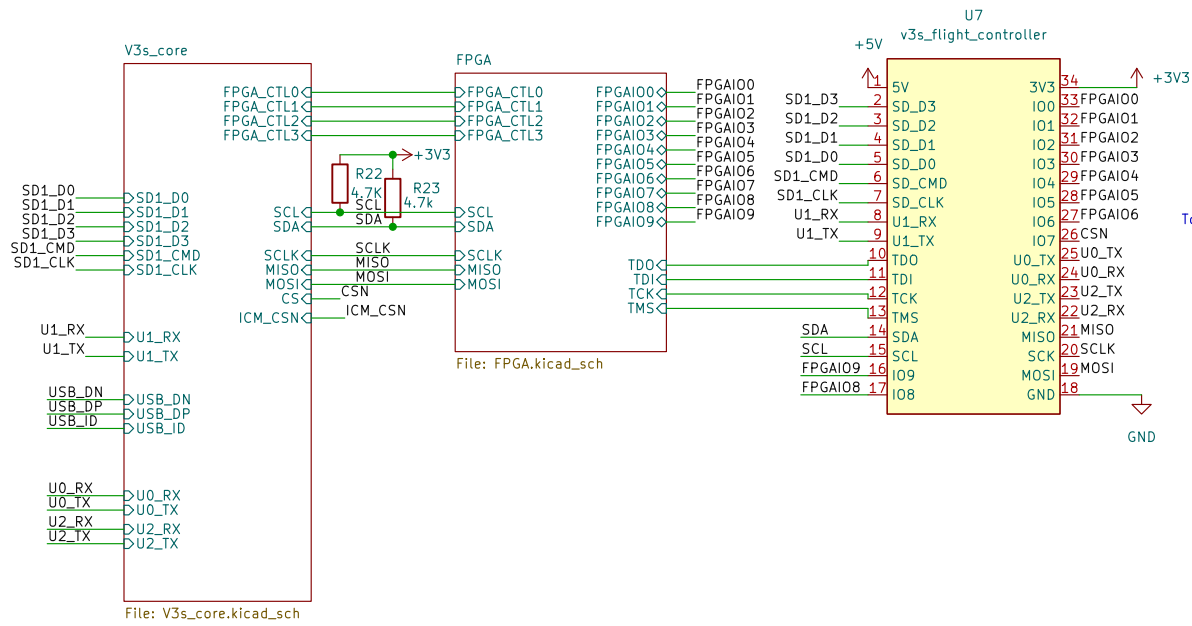 V3s_core
FPGA_CTL0
FPGA_CTL1
FPGA_CTL2
FPGA_CTL3
SD1_D0
SD1_D1
SD1_D2
SD1_D3
SD1_CMD
SD1_CLK
SD1_D0
SD1_D1
SD1_D2
SD1_D3
SD1_CMD
SD1_CLK
SCL
SDA
SCLK
MISO
MOSI
CS
ICM_CSN
U1_RX
U1_TX
U1_RX
U1_TX
USB_DN
USB_DP
USB_ID
USB_DN
USB_DP
USB_ID
U0_RX
U0_TX
U2_RX
U2_TX
U0_RX
U0_TX
U2_RX
U2_TX
File: V3s_core.kicad_sch
+3V3
R22
4.7K
R23
4.7k
SCL
SDA
SCLK
MISO
MOSI
CSN
ICM_CSN
FPGA
FPGA_CTL0
FPGA_CTL1
FPGA_CTL2
FPGA_CTL3
SCL
SDA
SCLK
MISO
MOSI
FPGAIO0
FPGAIO1
FPGAIO2
FPGAIO3
FPGAIO4
FPGAIO5
FPGAIO6
FPGAIO7
FPGAIO8
FPGAIO9
TDO
TDI
TCK
TMS
FPGAIO0
FPGAIO1
FPGAIO2
FPGAIO3
FPGAIO4
FPGAIO5
FPGAIO6
FPGAIO7
FPGAIO8
FPGAIO9
File: FPGA.kicad_sch
U7
v3s_flight_controller
+5V
1 5V
SD1_D3 2 SD_D3
SD1_D2 3 SD_D2
SD1_D1 4 SD_D1
SD1_D0 5 SD_D0
SD1_CMD 6 SD_CMD
SD1_CLK 7 SD_CLK
U1_RX 8 U1_RX
U1_TX 9 U1_TX
10 TDO
11 TDI
12 TCK
13 TMS
SDA 14 SDA
SCL 15 SCL
FPGAIO9 16 IO9
FPGAIO8 17 IO8
3V3 34 +3V3
IO0 33 FPGAIO0
IO1 32 FPGAIO1
IO2 31 FPGAIO2
IO3 30 FPGAIO3
IO4 29 FPGAIO4
IO5 28 FPGAIO5
IO6 27 FPGAIO6
IO7 26 CSN
U0_TX 25 U0_TX
U0_RX 24 U0_RX
U2_TX 23 U2_TX
U2_RX 22 U2_RX
MISO 21 MISO
SCK 20 SCLK
MOSI 19 MOSI
GND 18
GND